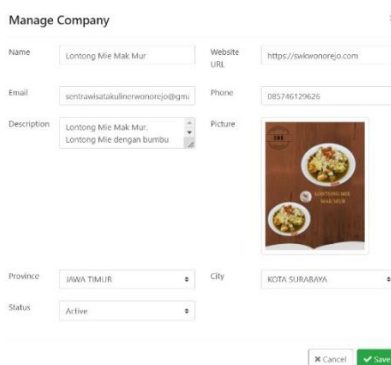 Manage Company
Name
Lontong Mie Mak Mur
Website URL
https://swkwonorejo.com
Email
sentrawisatakulinerwonorejo@gm
Phone
085746129626
Description
Lontong Mie Mak Mur.
Lontong Mie dengan bumbu
Picture
LONTONG MIE
MAK MUR
Province
JAWA TIMUR
City
KOTA SURABAYA
Status
Active
Cancel
Save